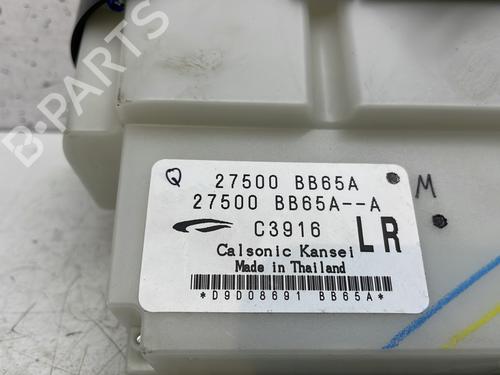 B-PARTS
Q 27500 BB65A
27500 BB65A--A
C3916
LR
Calsonic Kansei
Made in Thailand
*D9D08691 BB65A*
M